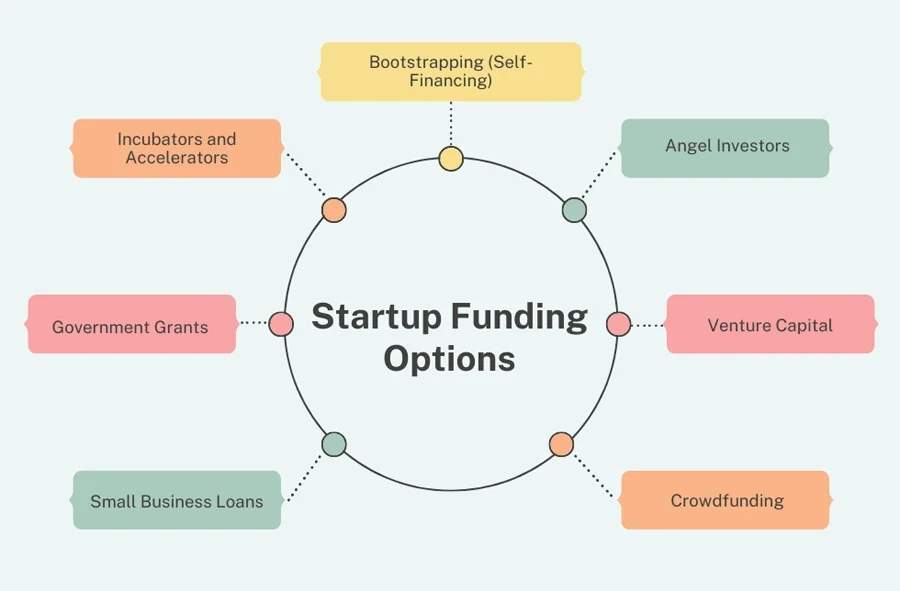 Bootstrapping (Self-
Financing)
Incubators and
Accelerators
Angel Investors
Government Grants
Startup Funding
Options
Venture Capital
Small Business Loans
Crowdfunding